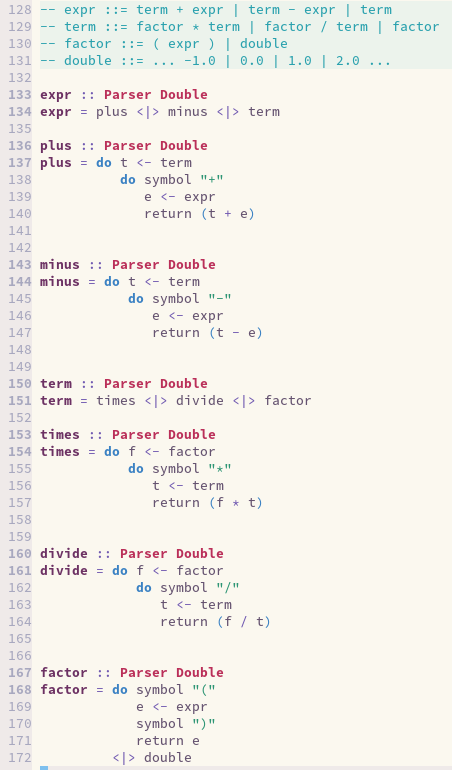 128 -- expr ::= term + expr | term - expr | term
129 -- term ::= factor * term | factor / term | factor
130 -- factor ::= ( expr ) | double
131 -- double ::= ... -1.0 | 0.0 | 1.0 | 2.0 ...
132
133 expr :: Parser Double
134 expr = plus <|> minus <|> term
135
136 plus :: Parser Double
137 plus = do t <- term
138           do symbol "+"
139              e <- expr
140              return (t + e)
141
142
143 minus :: Parser Double
144 minus = do t <- term
145            do symbol "-"
146               e <- expr
147               return (t - e)
148
149
150 term :: Parser Double
151 term = times <|> divide <|> factor
152
153 times :: Parser Double
154 times = do f <- factor
155            do symbol "*"
156               t <- term
157               return (f * t)
158
159
160 divide :: Parser Double
161 divide = do f <- factor
162             do symbol "/"
163                t <- term
164                return (f / t)
165
166
167 factor :: Parser Double
168 factor = do symbol "("
169             e <- expr
170             symbol ")"
171             return e
172          <|> double